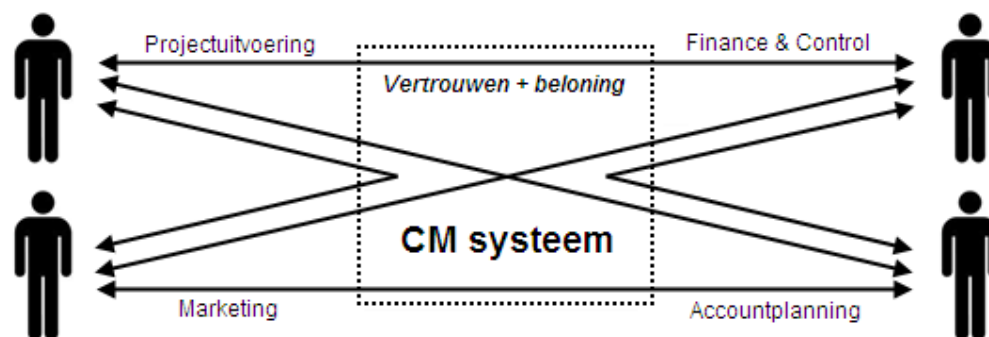 Projectuitvoering
Finance & Control
Vertrouwen + beloning
CM systeem
Marketing
Accountplanning